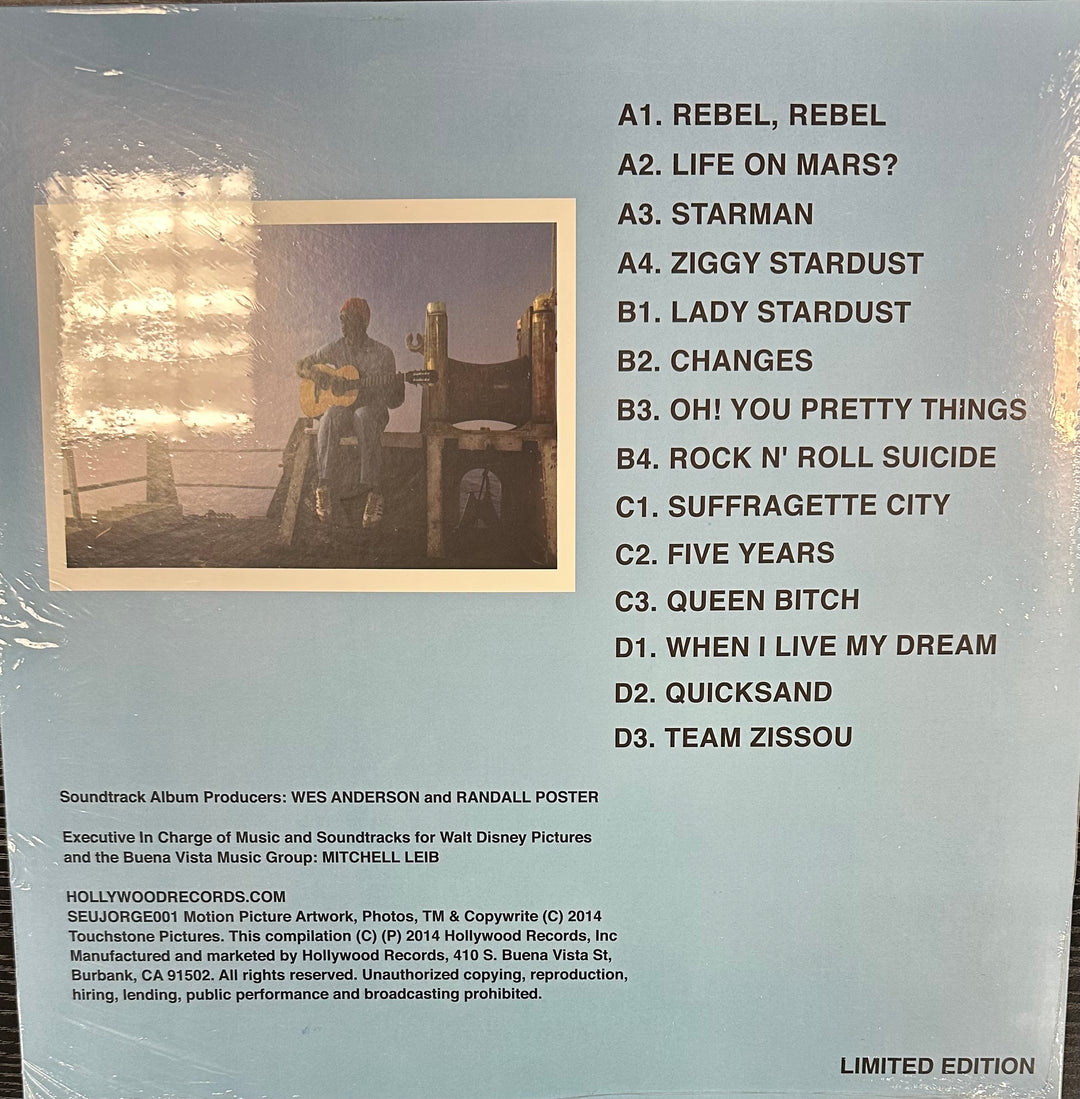 A1. REBEL, REBEL
A2. LIFE ON MARS?
A3. STARMAN
A4. ZIGGY STARDUST
B1. LADY STARDUST
B2. CHANGES
B3. OH! YOU PRETTY THINGS
B4. ROCK N' ROLL SUICIDE
C1. SUFFRAGETTE CITY
C2. FIVE YEARS
C3. QUEEN BITCH
D1. WHEN I LIVE MY DREAM
D2. QUICKSAND
D3. TEAM ZISSOU
Soundtrack Album Producers: WES ANDERSON and RANDALL POSTER
Executive In Charge of Music and Soundtracks for Walt Disney Pictures
and the Buena Vista Music Group: MITCHELL LEIB
HOLLYWOODRECORDS.COM
SEUJORGE001 Motion Picture Artwork, Photos, TM & Copywrite (C) 2014
Touchstone Pictures. This compilation (C) (P) 2014 Hollywood Records, Inc
Manufactured and marketed by Hollywood Records, 410 S. Buena Vista St,
Burbank, CA 91502. All rights reserved. Unauthorized copying, reproduction,
hiring, lending, public performance and broadcasting prohibited.
LIMITED EDITION